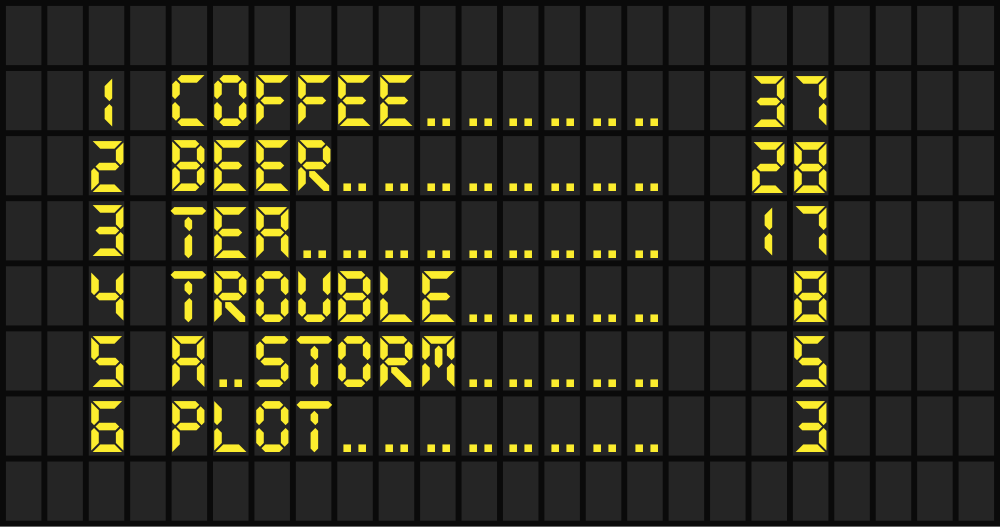 1 COFFEE............ 37
2 BEER................ 28
3 TEA.................. 17
4 TROUBLE.......... 8
5 A..STORM.......... 5
6 PLOT................ 3